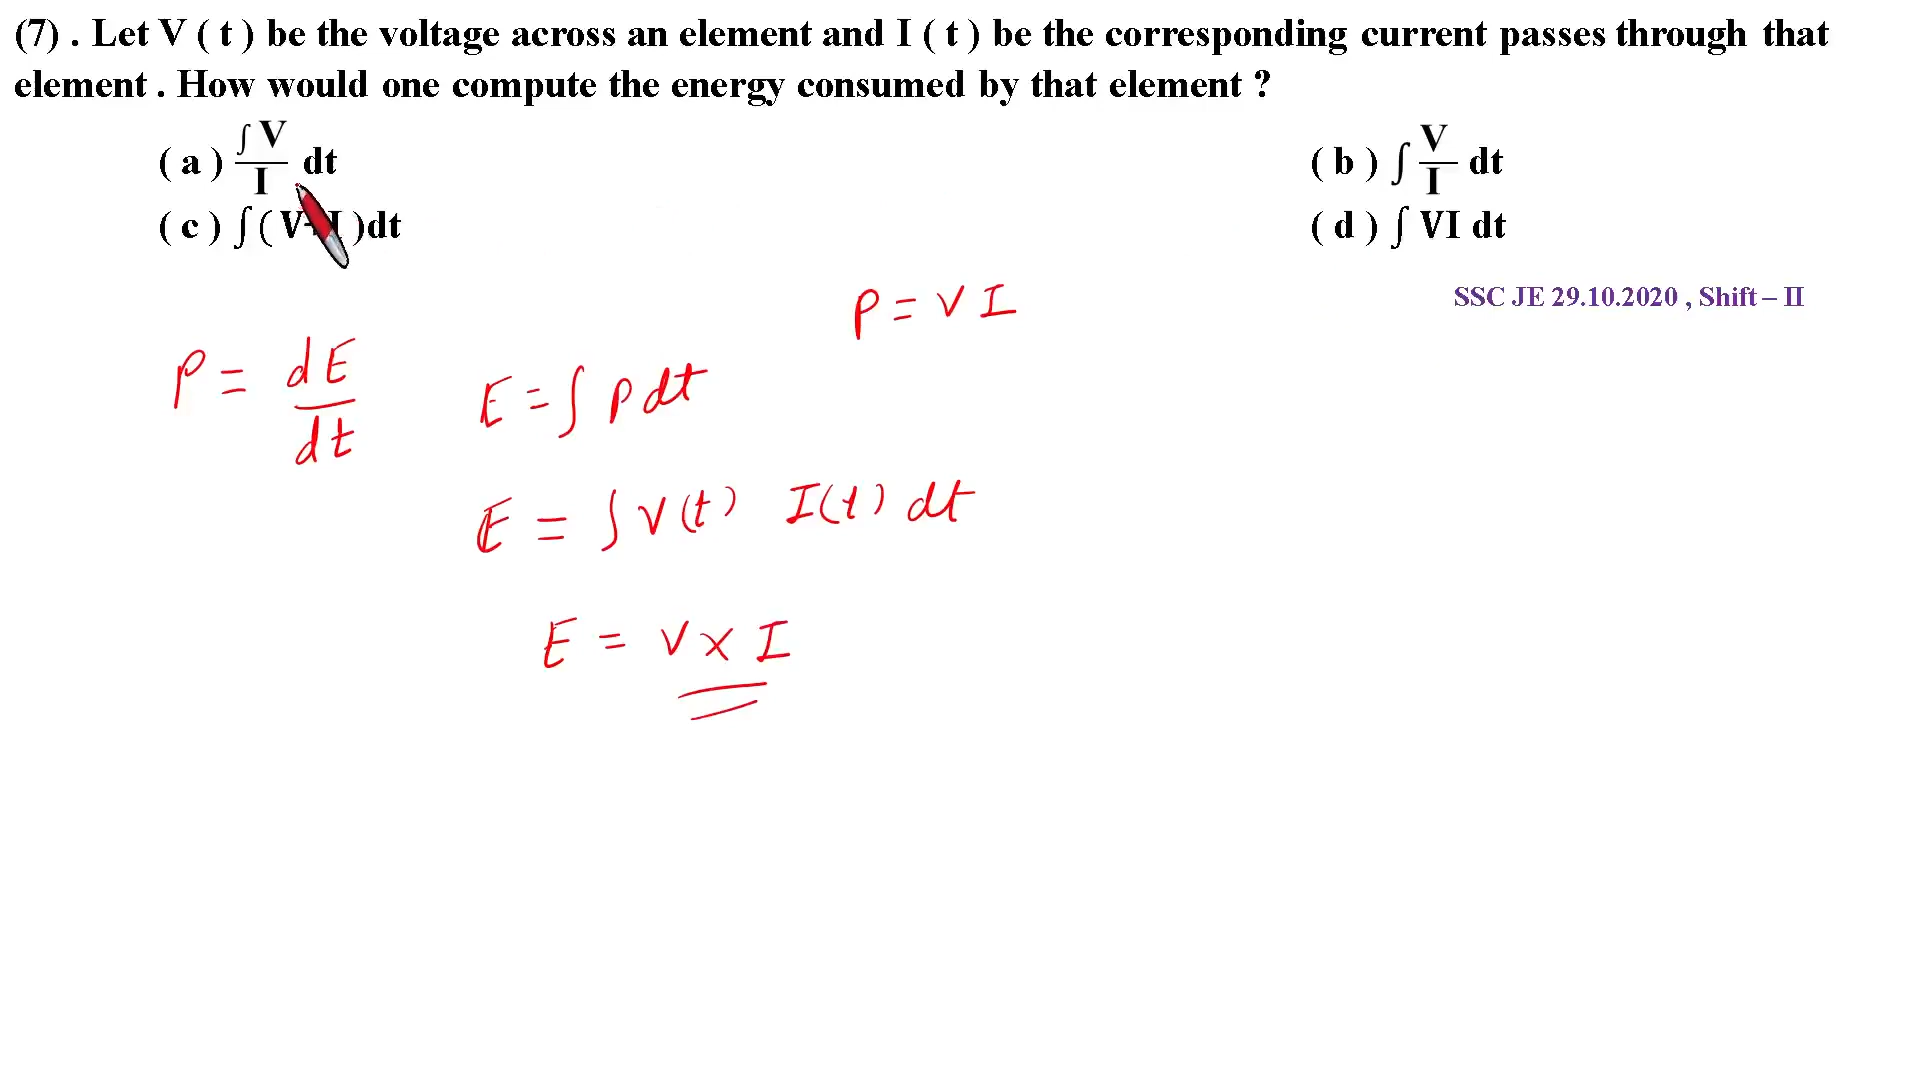 (7) . Let V ( t ) be the voltage across an element and I ( t ) be the corresponding current passes through that
element . How would one compute the energy consumed by that element ?
( a ) ∫ V / I dt
( b ) ∫ V / I dt
( c ) ∫ ( V I ) dt
( d ) ∫ VI dt
SSC JE 29.10.2020 , Shift – II
P = V I
P = dE / dt
E = ∫ P dt
E = ∫ V (t) I(t) dt
E = V × I